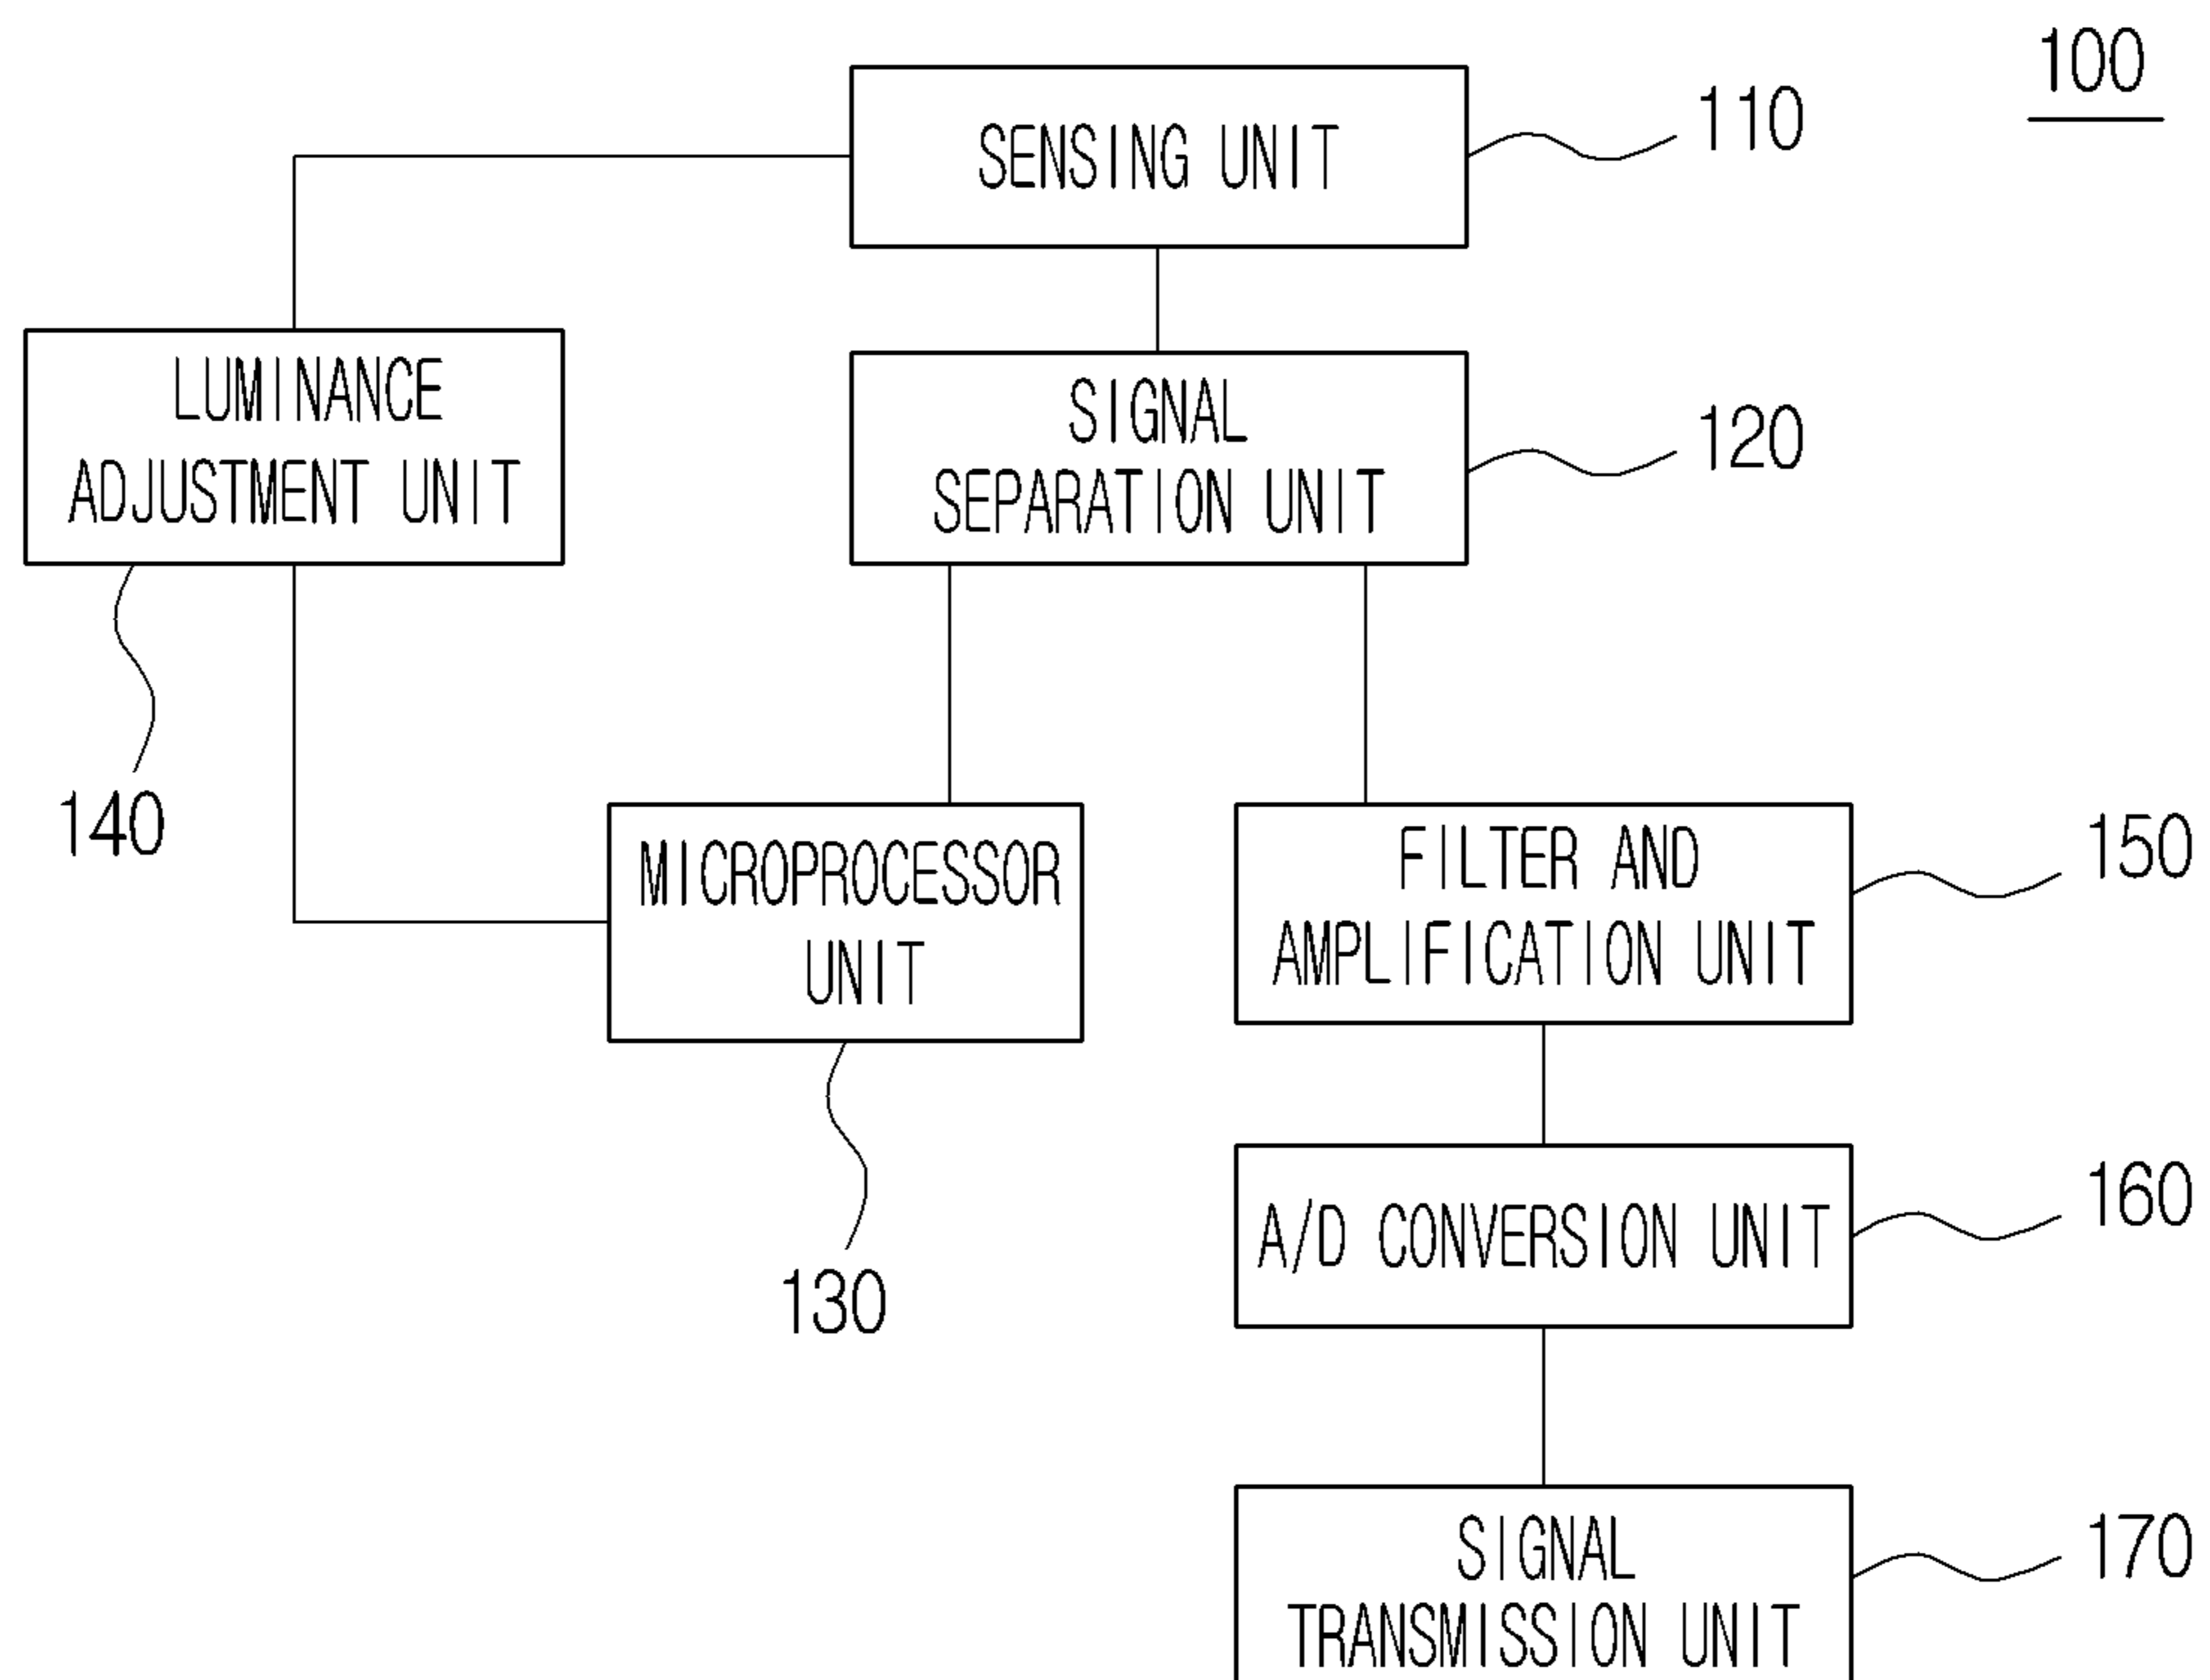 100
SENSING UNIT
110
LUMINANCE
ADJUSTMENT UNIT
SIGNAL
SEPARATION UNIT
120
140
MICROPROCESSOR
UNIT
FILTER AND
AMPLIFICATION UNIT
150
130
A/D CONVERSION UNIT
160
SIGNAL
TRANSMISSION UNIT
170